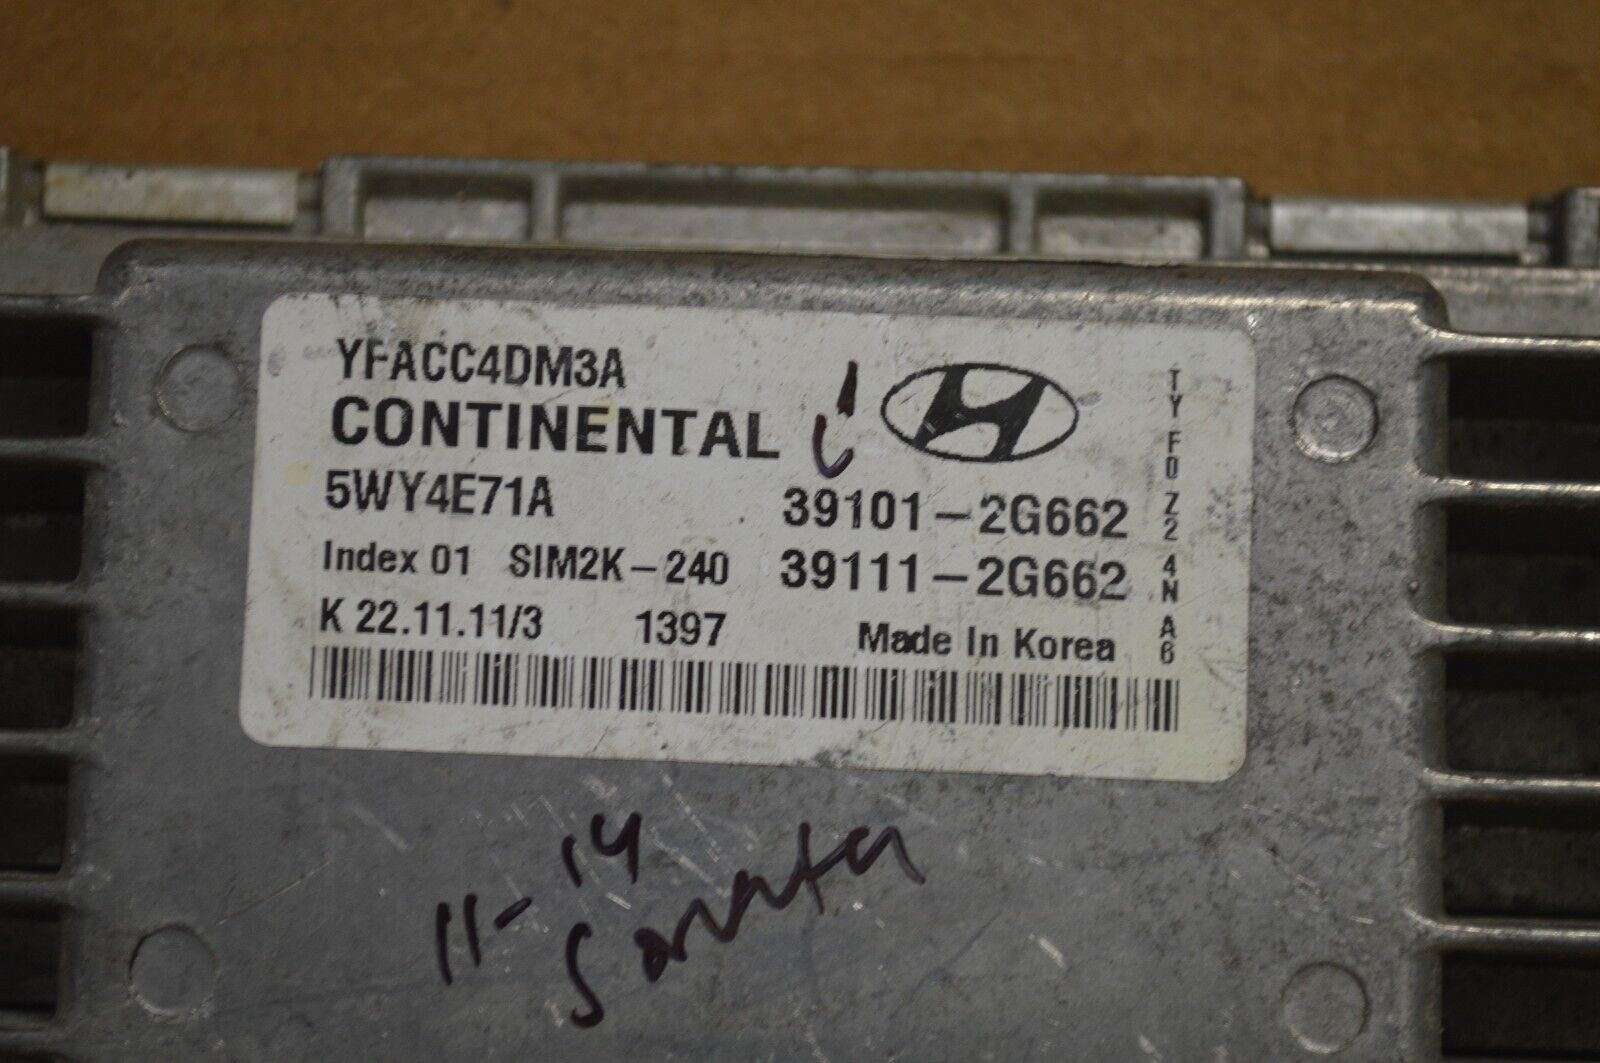 YFACC4DM3A
CONTINENTAL
5WY4E71A 39101-2G662
Index 01 SIM2K-240 39111-2G662
K 22.11.11/3 1397 Made In Korea
TY F0 Z2 4N A6
11-14
Sonata